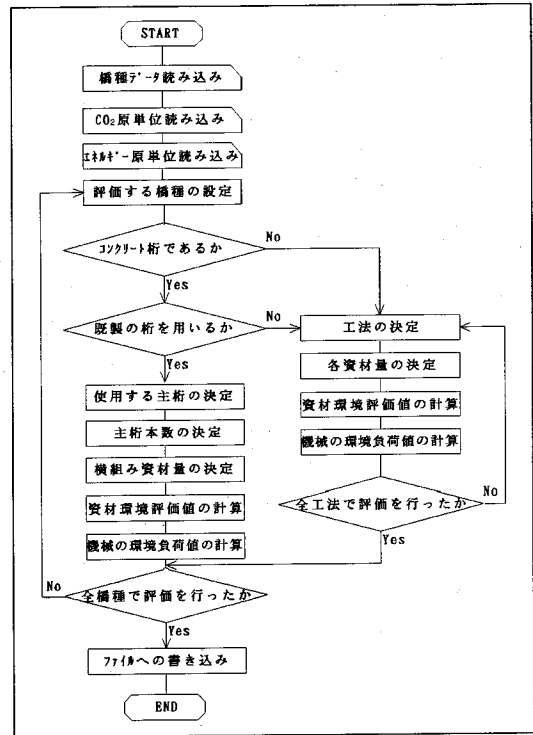 START
橋種データ読み込み
CO₂原単位読み込み
エネルギー原単位読み込み
評価する橋種の設定
コンクリート桁であるか
No
Yes
既製の桁を用いるか
No
Yes
使用する主桁の決定
主桁本数の決定
横組み資材量の決定
資材環境評価値の計算
機械の環境負荷値の計算
工法の決定
各資材量の決定
資材環境評価値の計算
機械の環境負荷値の計算
全工法で評価を行ったか
No
Yes
全橋種で評価を行ったか
No
Yes
ファイルへの書き込み
END